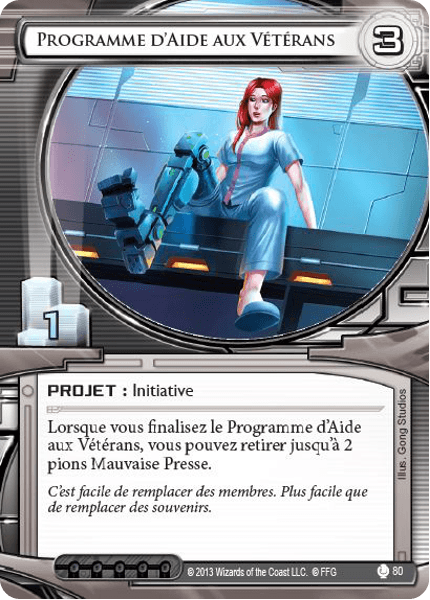 Programme d'Aide aux Vétérans
3
1
PROJET : Initiative
Lorsque vous finalisez le Programme d'Aide
aux Vétérans, vous pouvez retirer jusqu'à 2
pions Mauvaise Presse.
C'est facile de remplacer des membres. Plus facile que
de remplacer des souvenirs.
Illus. Gong Studios
© 2013 Wizards of the Coast LLC. © FFG
80